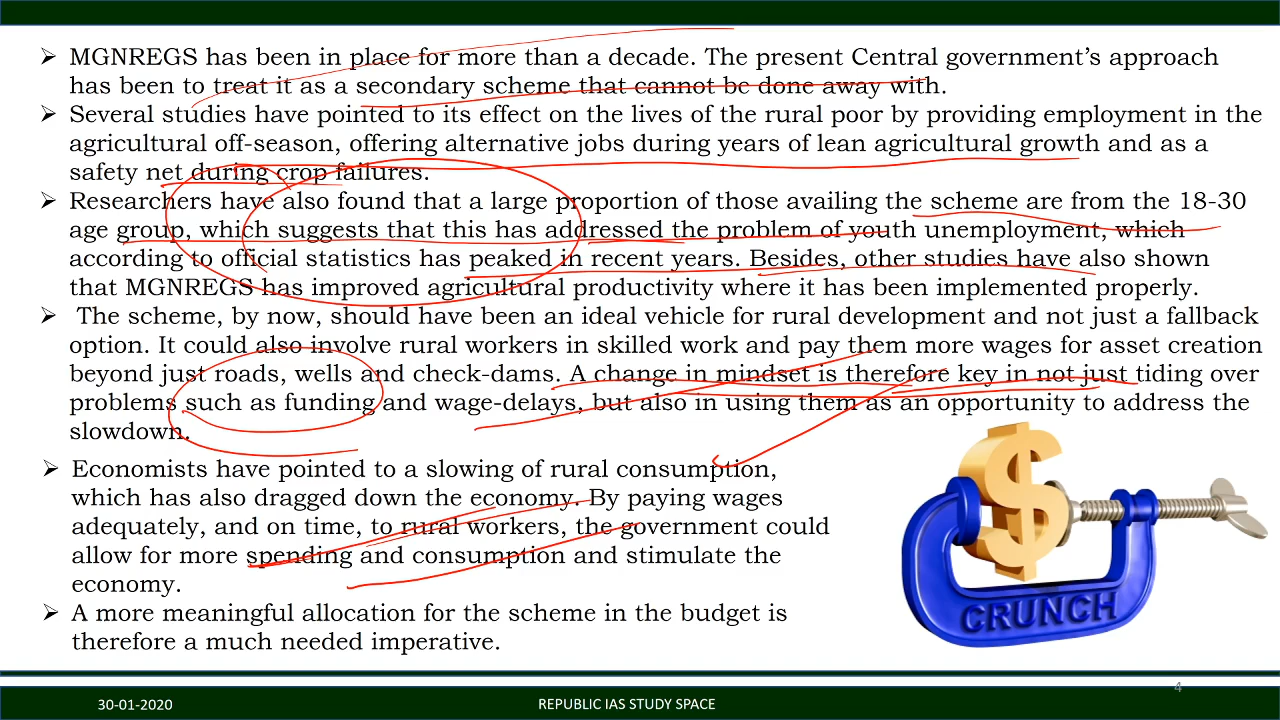 ➢ MGNREGS has been in place for more than a decade. The present Central government’s approach
has been to treat it as a secondary scheme that cannot be done away with.
➢ Several studies have pointed to its effect on the lives of the rural poor by providing employment in the
agricultural off-season, offering alternative jobs during years of lean agricultural growth and as a
safety net during crop failures.
➢ Researchers have also found that a large proportion of those availing the scheme are from the 18-30
age group, which suggests that this has addressed the problem of youth unemployment, which
according to official statistics has peaked in recent years. Besides, other studies have also shown
that MGNREGS has improved agricultural productivity where it has been implemented properly.
➢ The scheme, by now, should have been an ideal vehicle for rural development and not just a fallback
option. It could also involve rural workers in skilled work and pay them more wages for asset creation
beyond just roads, wells and check-dams. A change in mindset is therefore key in not just tiding over
problems such as funding and wage-delays, but also in using them as an opportunity to address the
slowdown.
➢ Economists have pointed to a slowing of rural consumption,
which has also dragged down the economy. By paying wages
adequately, and on time, to rural workers, the government could
allow for more spending and consumption and stimulate the
economy.
➢ A more meaningful allocation for the scheme in the budget is
therefore a much needed imperative.
$
CRUNCH
4
30-01-2020
REPUBLIC IAS STUDY SPACE